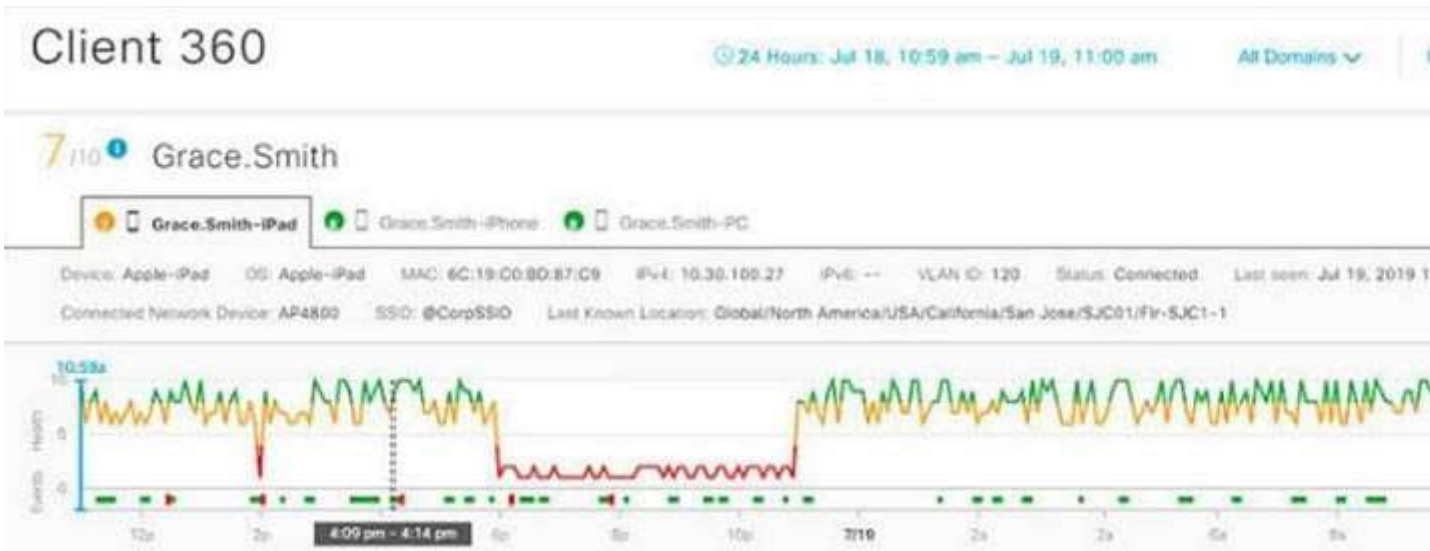 Client 360
24 Hours: Jul 18, 10:59 am – Jul 19, 11:00 am
All Domains
7/10 i Grace.Smith
Grace.Smith-iPad
Grace.Smith-iPhone
Grace.Smith-PC
Device: Apple-iPad OS: Apple-iPad MAC: 6C:19:C0:BD:87:C9 IPv4: 10.30.100.27 IPv6: -- VLAN ID: 120 Status: Connected Last seen: Jul 19, 2019 1
Connected Network Device: AP4800 SSID: @CorpSSID Last Known Location: Global/North America/USA/California/San Jose/SJC01/Flr-SJC1-1
10:59a
10
Health
5
0
Events
12p 2p 4:09 pm - 4:14 pm 6p 8p 10p 7/19 2a 6a 8a